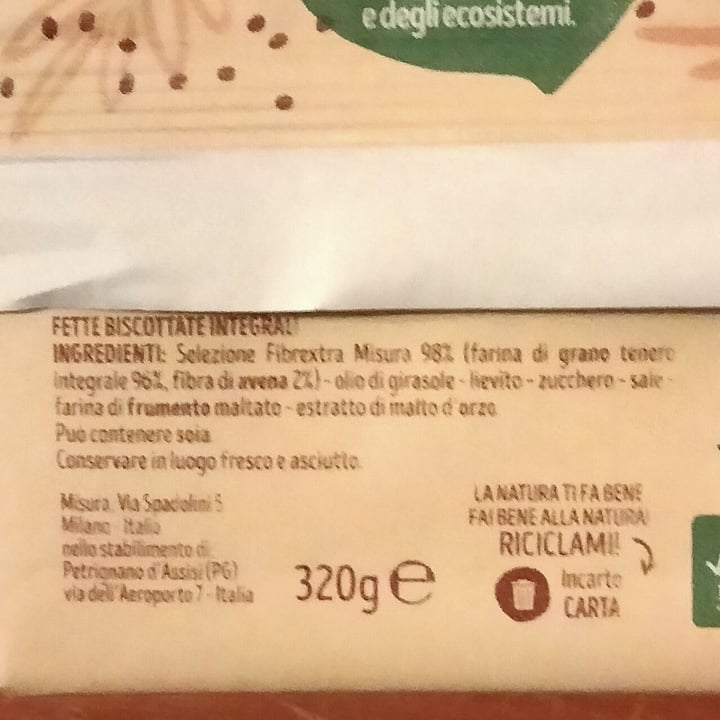 e degli ecosistemi.
FETTE BISCOTTATE INTEGRALI
INGREDIENTI: Selezione Fibrextra Misura 98% (farina di grano tenero
integrale 96%, fibra di avena 2%) - olio di girasole - lievito - zucchero - sale -
farina di frumento maltato - estratto di malto d'orzo.
Può contenere soia.
Conservare in luogo fresco e asciutto.
Misura, Via Spadolini 5
Milano - Italia
nello stabilimento di
Petrignano d'Assisi (PG)
via dell'Aeroporto 7 - Italia
320g e
LA NATURA TI FA BENE
FAI BENE ALLA NATURA!
RICICLAMI!
Incarto
CARTA